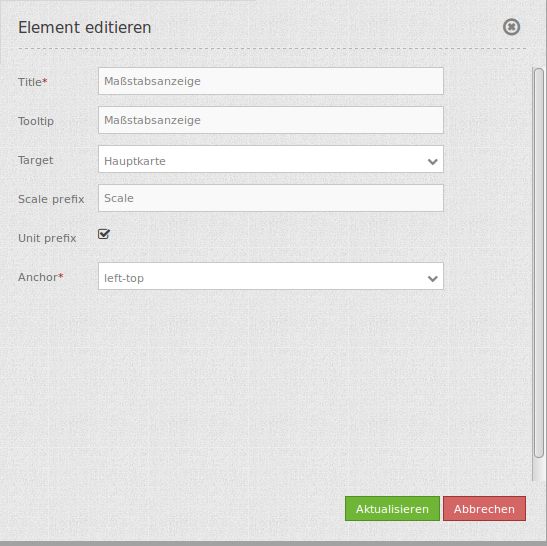 Element editieren
Title* Maßstabsanzeige
Tooltip Maßstabsanzeige
Target Hauptkarte
Scale prefix Scale
Unit prefix
Anchor* left-top
Aktualisieren Abbrechen